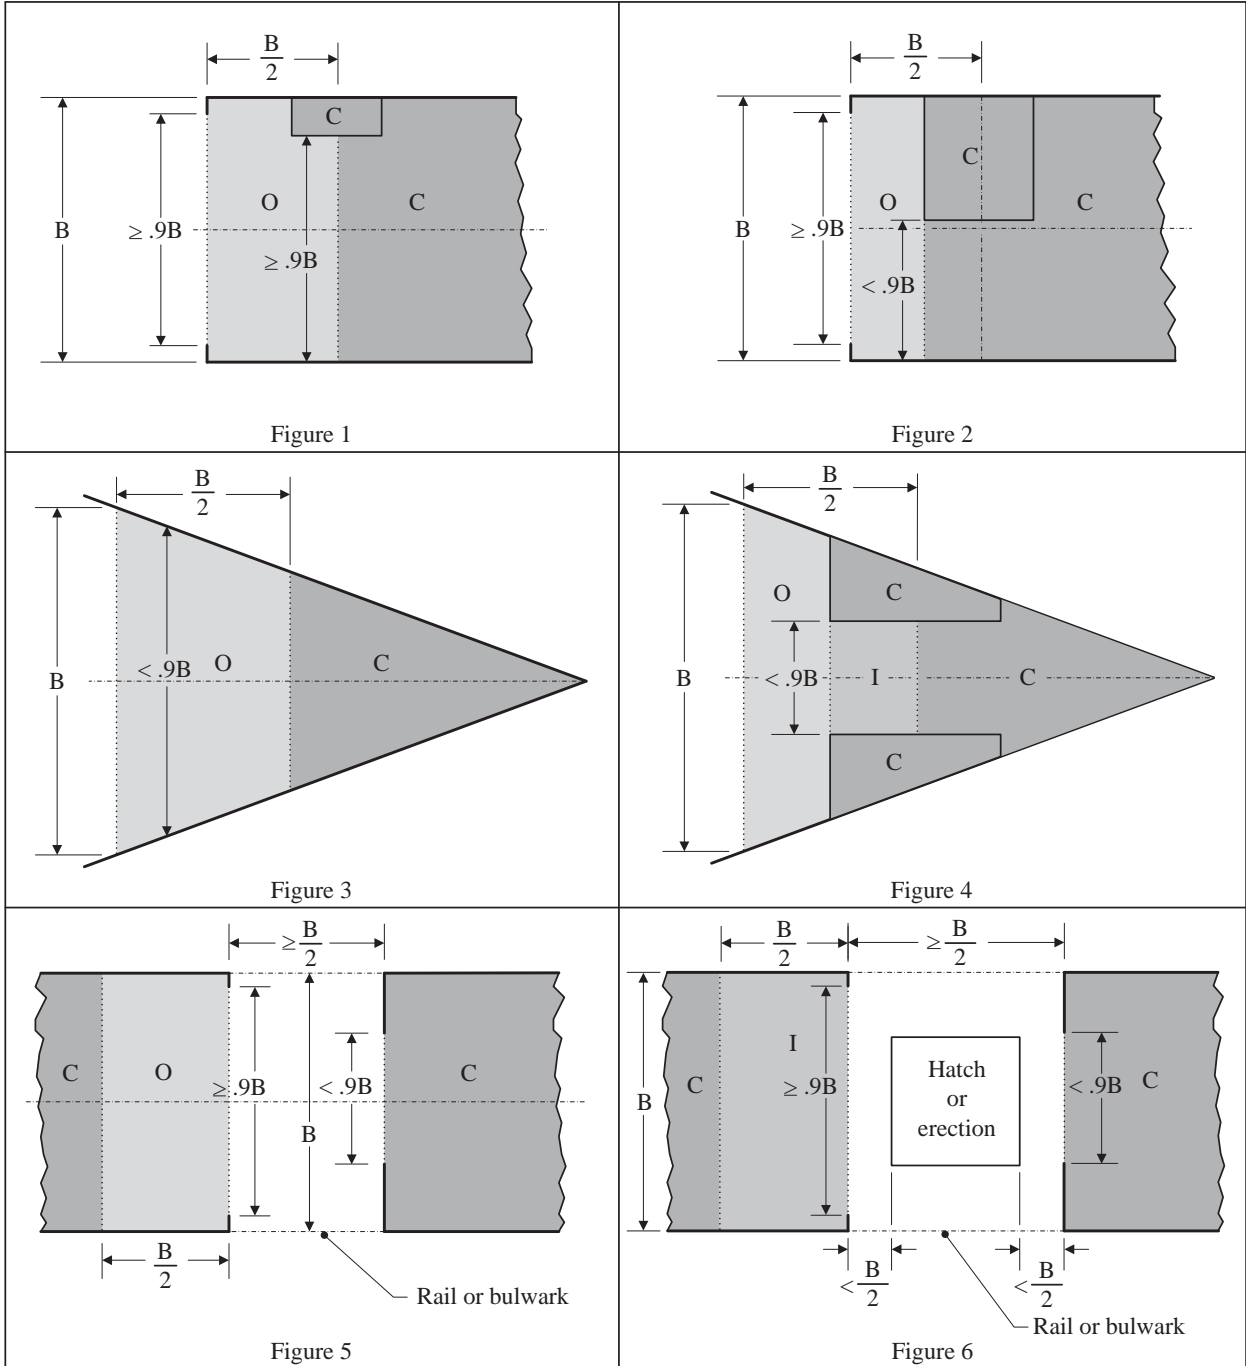 B
2
C
O
C
B
≥ .9B
≥ .9B
Figure 1
B
2
C
O
C
B
≥ .9B
< .9B
Figure 2
B
2
B
< .9B
O
C
Figure 3
B
2
O
C
B
< .9B
I
C
C
Figure 4
≥ B
2
C
O
≥ .9B
< .9B
C
B
B
2
Rail or bulwark
Figure 5
B
2
≥ B
2
I
Hatch
C
≥ .9B
or
< .9B
C
B
erection
< B
2
< B
2
Rail or bulwark
Figure 6